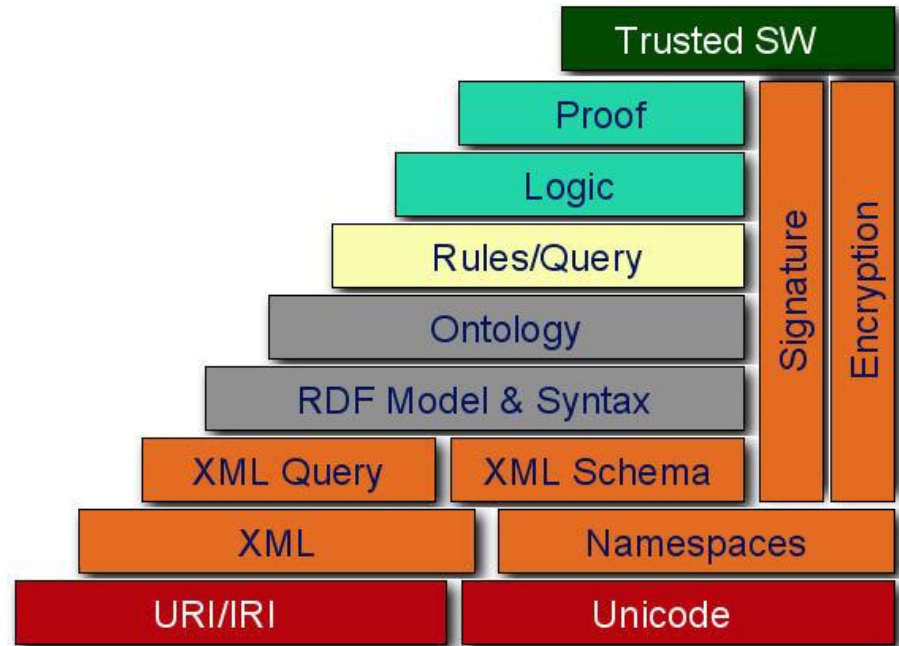 Trusted SW
Proof
Logic
Rules/Query
Ontology
RDF Model & Syntax
Signature
Encryption
XML Query
XML Schema
XML
Namespaces
URI/IRI
Unicode